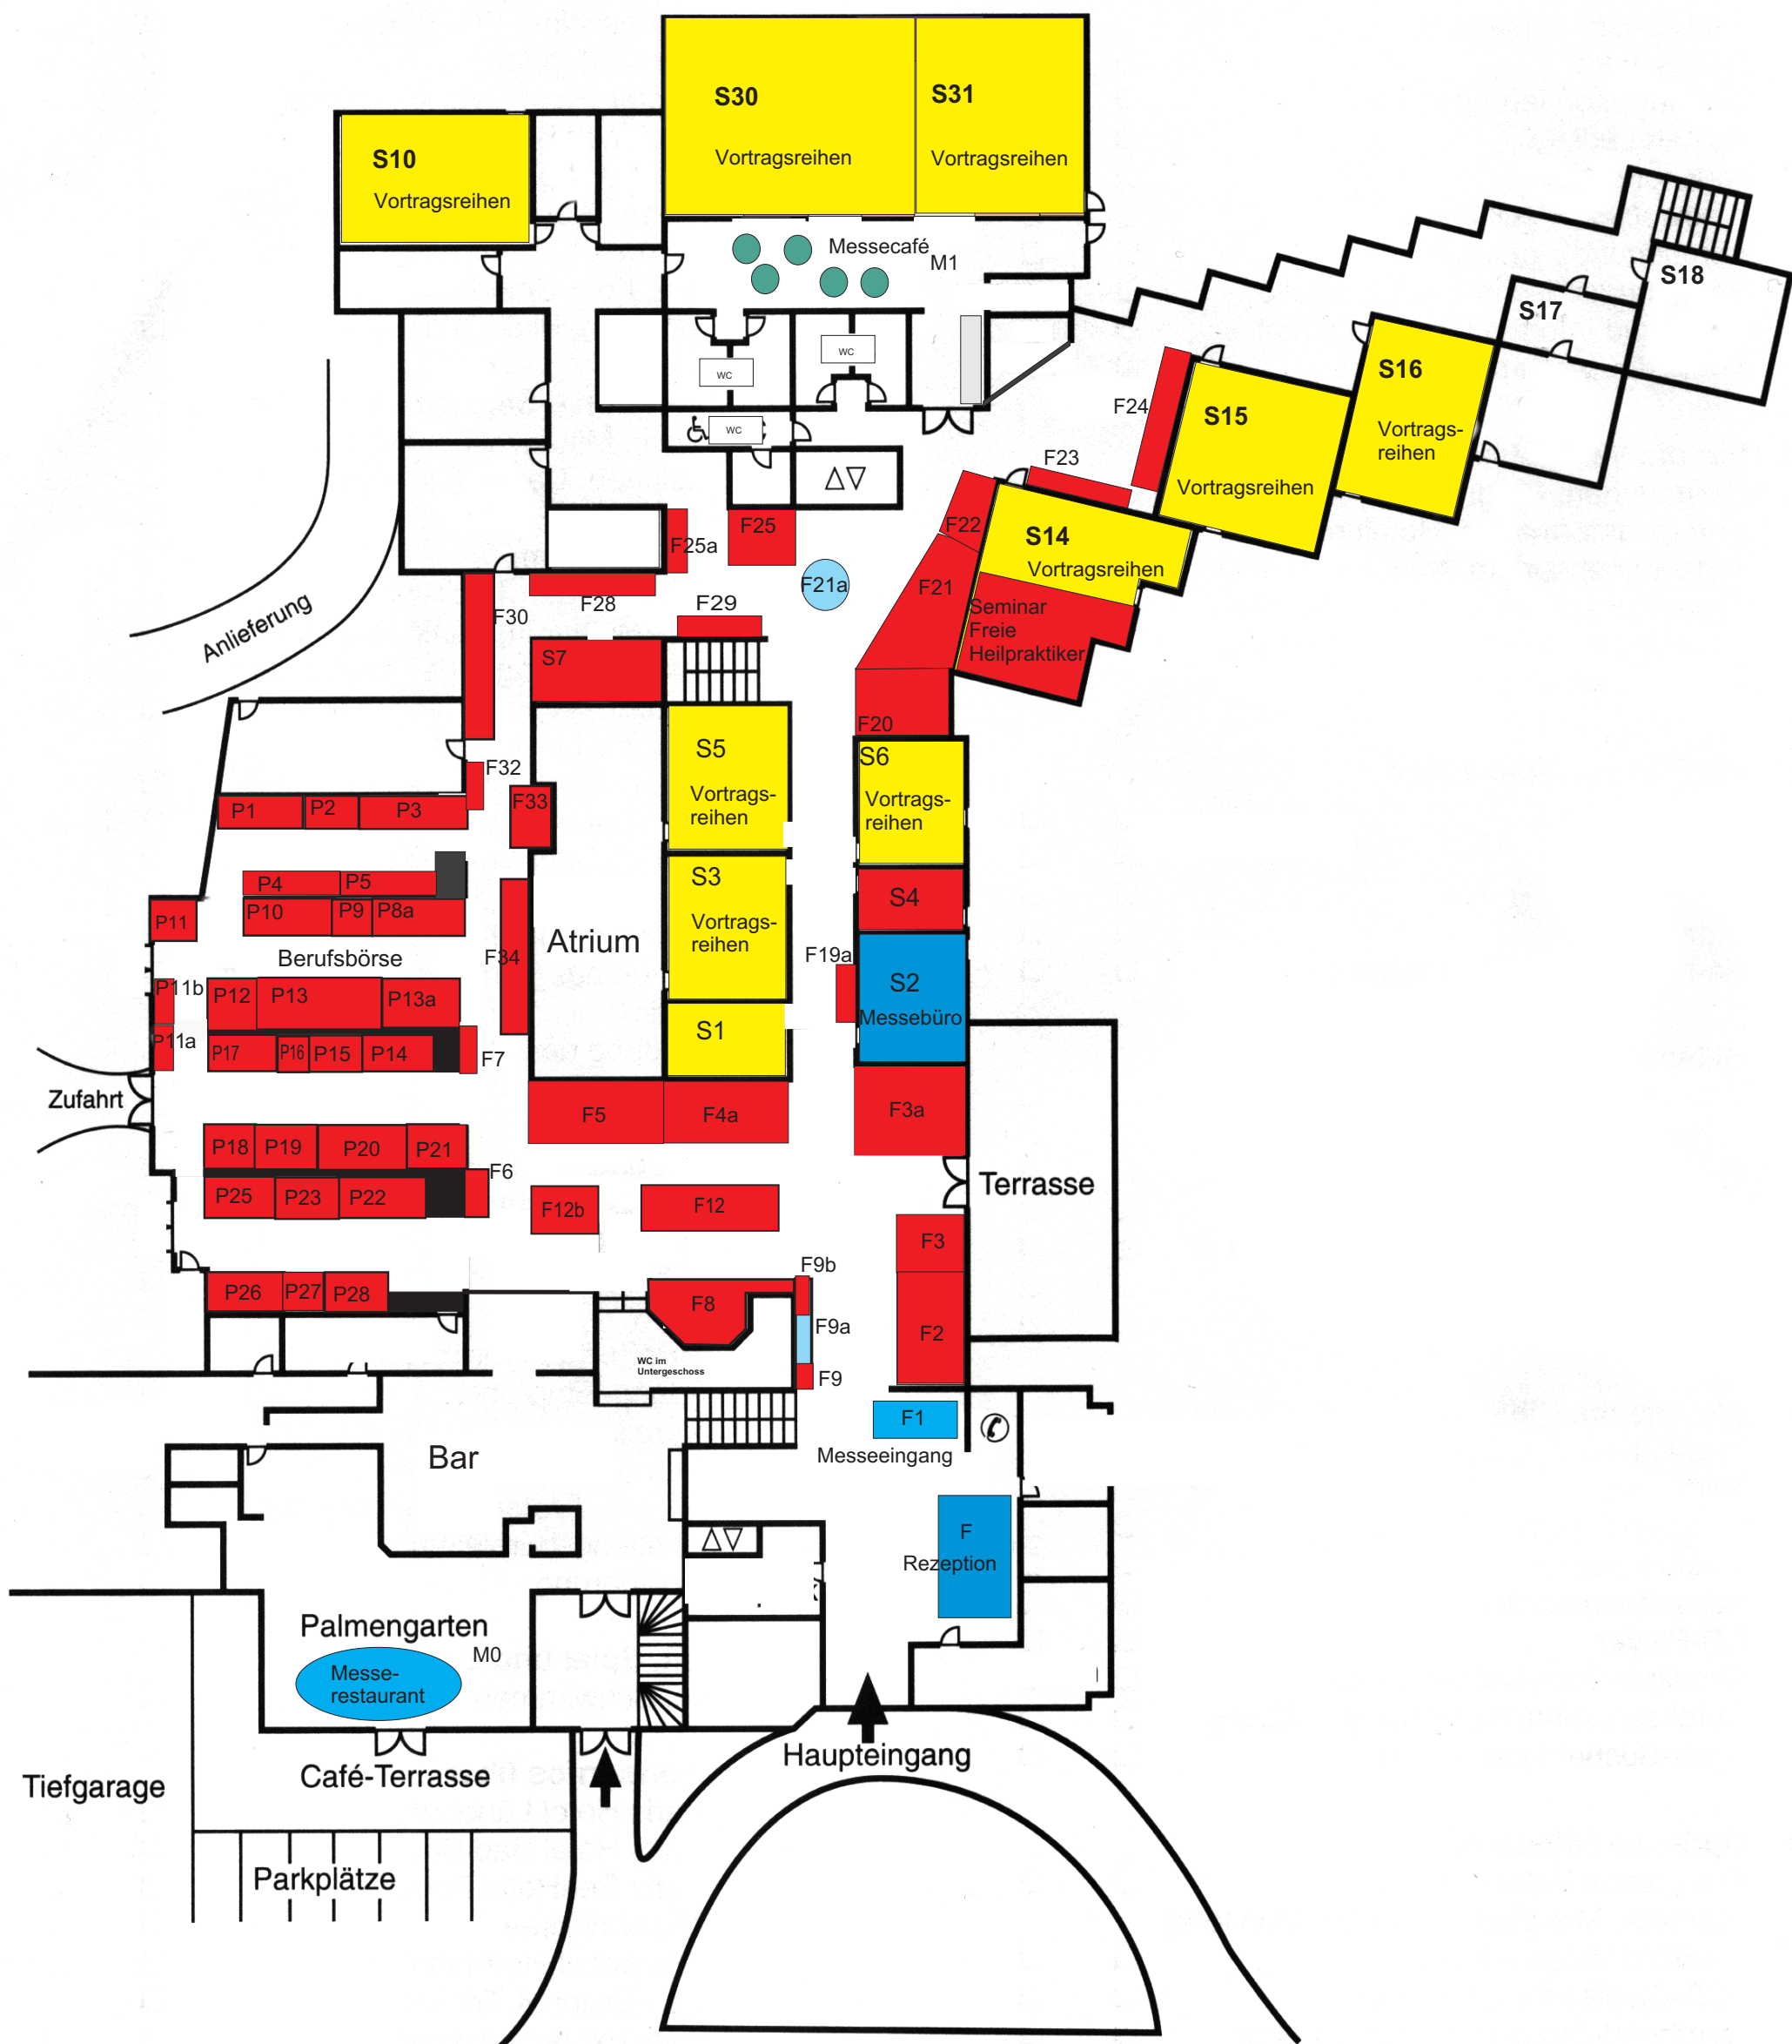 S30
Vortragsreihen
S31
Vortragsreihen
S10
Vortragsreihen
Messecafé
M1
S18
S17
S16
Vortrags-
reihen
S15
Vortragsreihen
WC
WC
WC
F24
F23
F22
S14
Vortragsreihen
F25
F25a
F21a
F21
Seminar
Freie
Heilpraktiker
F28
F29
F30
Anlieferung
S7
F20
S5
Vortrags-
reihen
S6
Vortrags-
reihen
F32
F33
P1
P2
P3
P4
P5
P10
P9
P8a
P11
S3
Vortrags-
reihen
S4
Atrium
Berufsbörse
F34
F19a
S2
Messebüro
P11b
P12
P13
P13a
P11a
P17
P16
P15
P14
F7
S1
Zufahrt
F5
F4a
F3a
P18
P19
P20
P21
F6
P25
P23
P22
F12b
F12
Terrasse
F3
F9b
P26
P27
P28
F8
F9a
F2
WC im
Untergeschoss
F9
F1
Messeeingang
Bar
F
Rezeption
Palmengarten
M0
Messe-
restaurant
Haupteingang
Tiefgarage
Café-Terrasse
Parkplätze